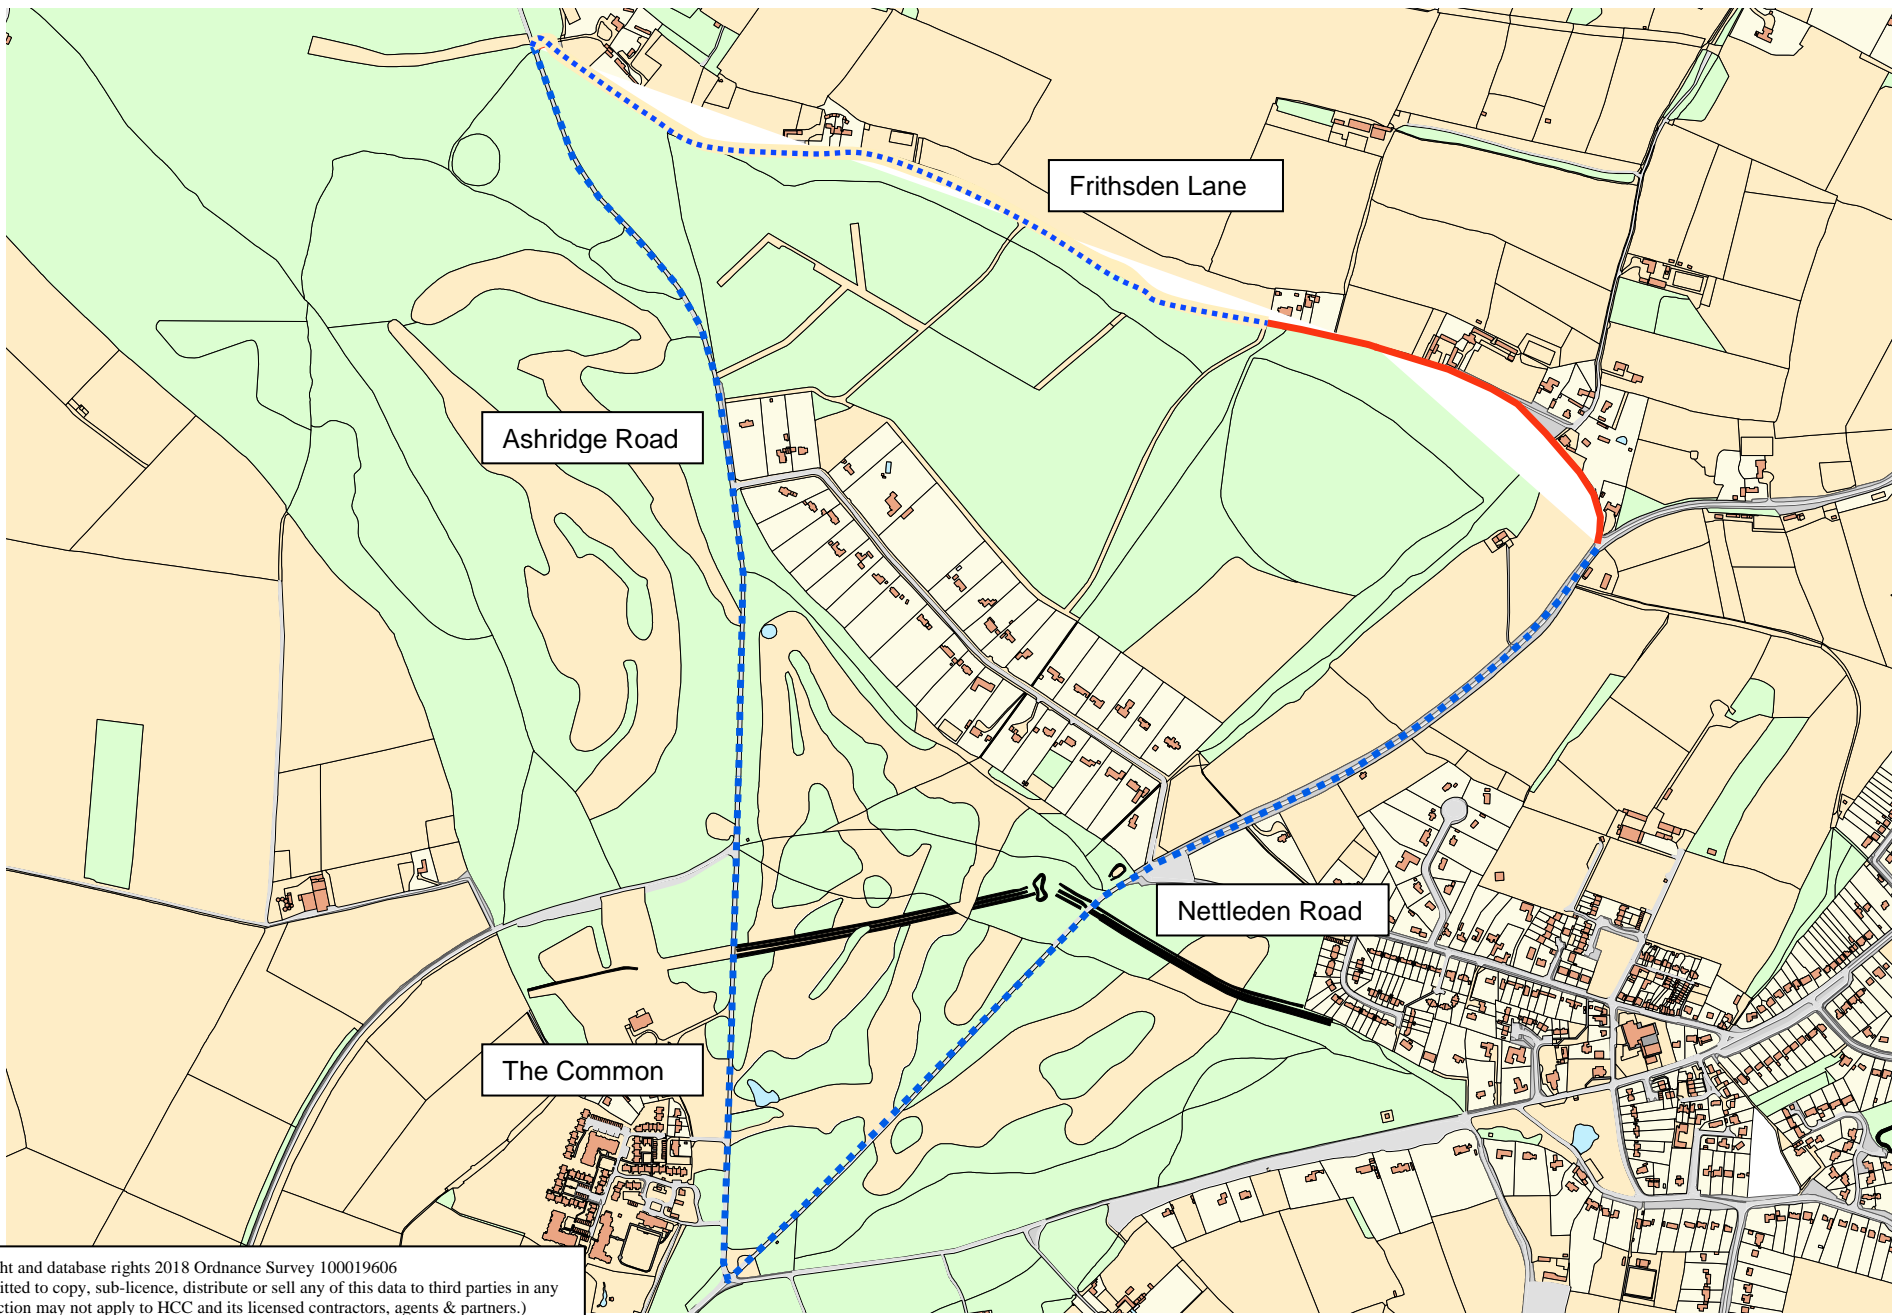 Frithsden Lane
Ashridge Road
Nettleden Road
The Common
ht and database rights 2018 Ordnance Survey 100019606
itted to copy, sub-licence, distribute or sell any of this data to third parties in any
ction may not apply to HCC and its licensed contractors, agents & partners.)